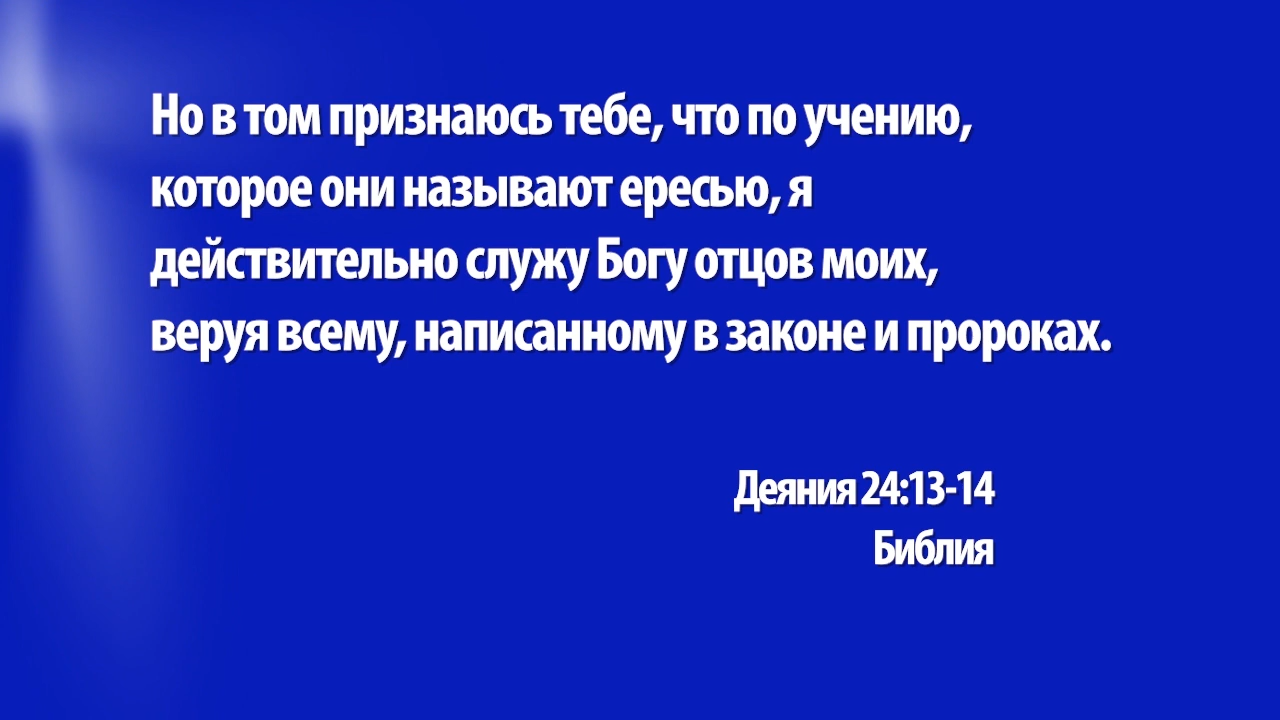 Но в том признаюсь тебе, что по учению,
которое они называют ересью, я
действительно служу Богу отцов моих,
веруя всему, написанному в законе и пророках.
Деяния 24:13-14
Библия